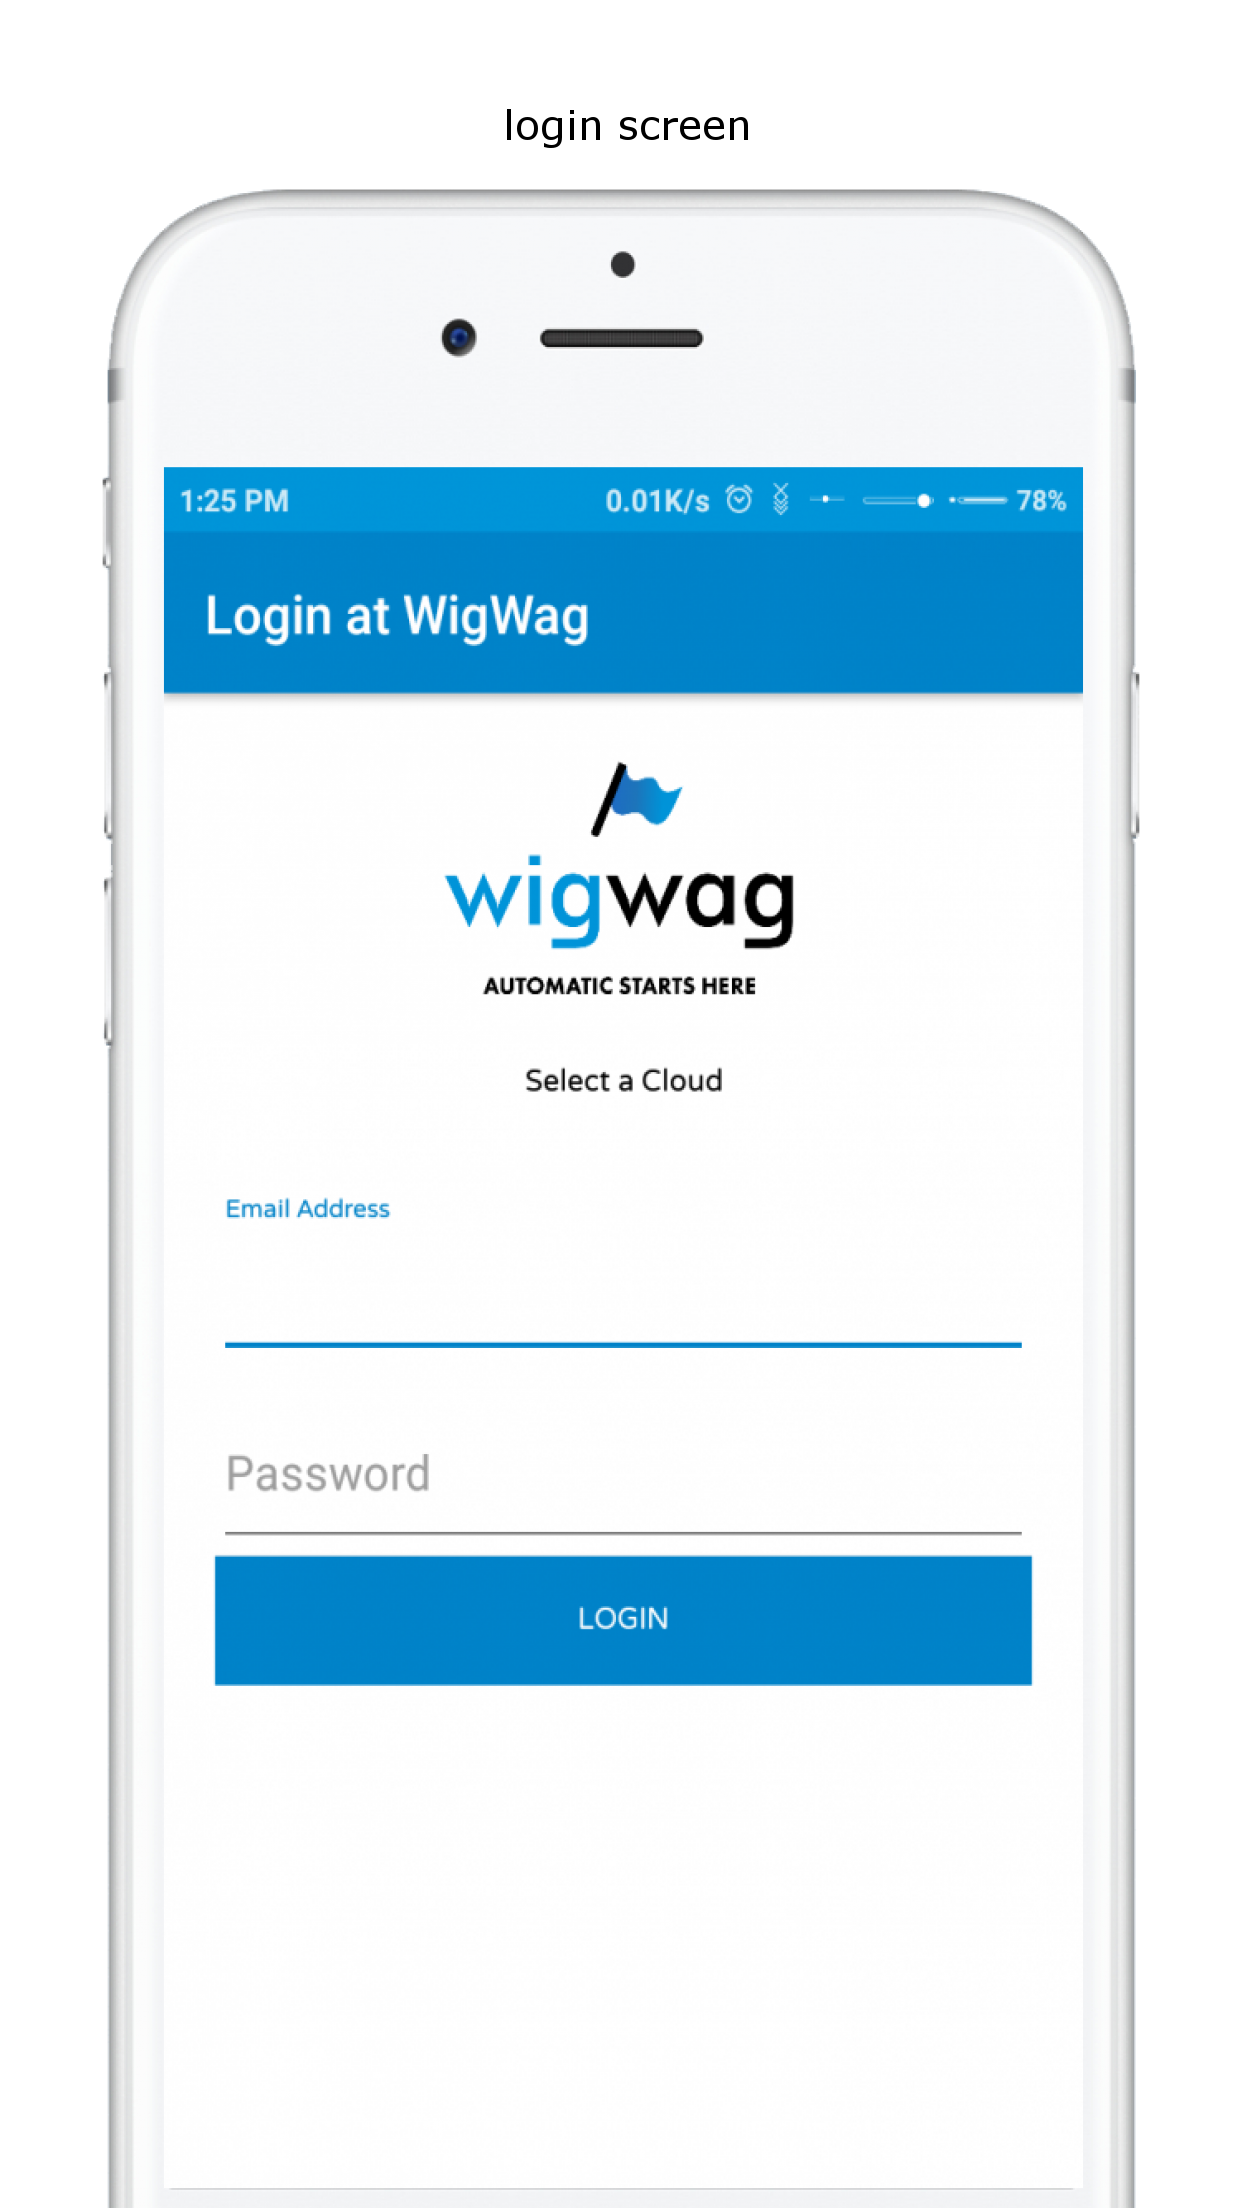 login screen
1:25 PM 0.01K/s 78%
Login at WigWag
wigwag
AUTOMATIC STARTS HERE
Select a Cloud
Email Address
Password
LOGIN